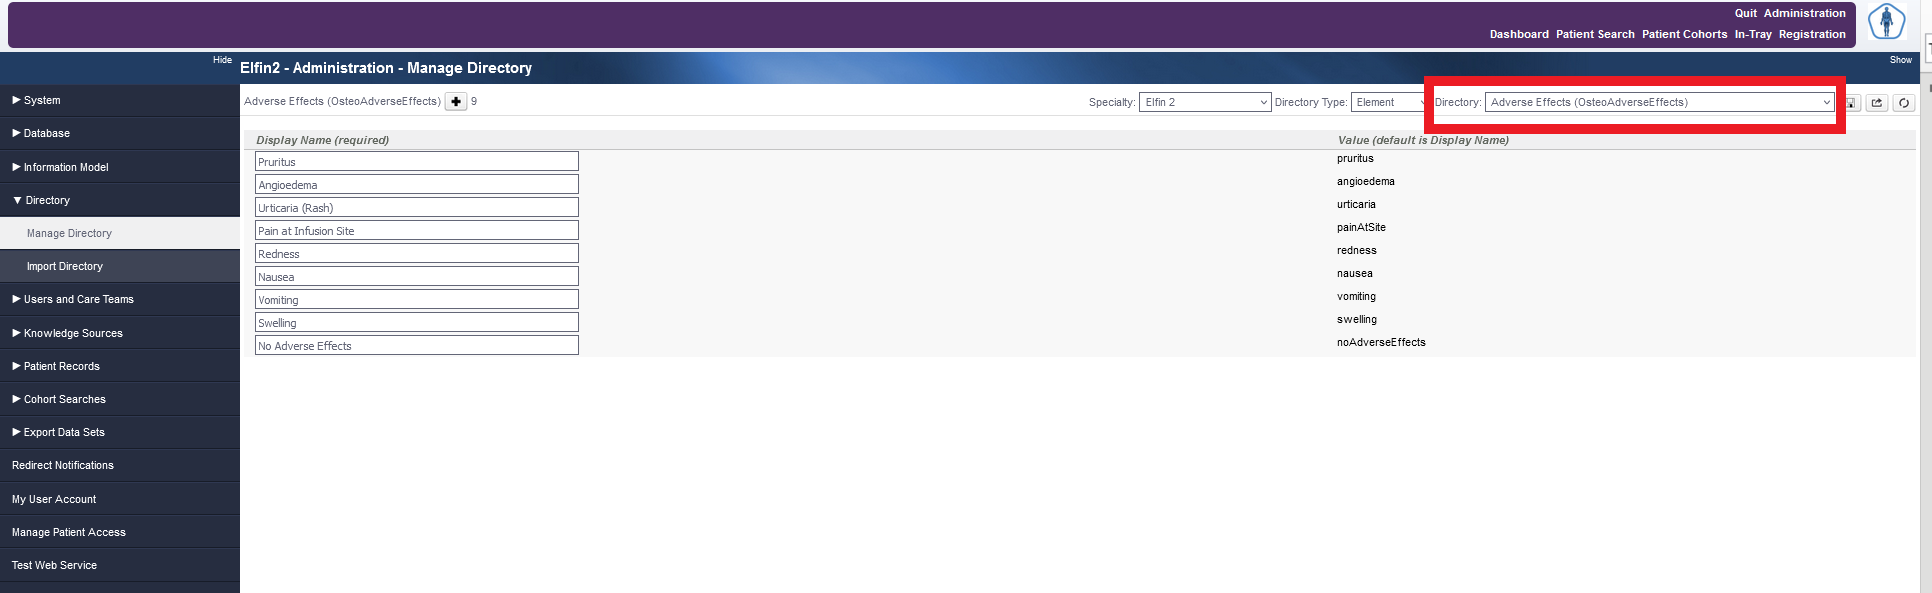 Quit Administration
Dashboard Patient Search Patient Cohorts In-Tray Registration
Hide
Elfin2 - Administration - Manage Directory
Show
System
Database
Information Model
Directory
Manage Directory
Import Directory
Users and Care Teams
Knowledge Sources
Patient Records
Cohort Searches
Export Data Sets
Redirect Notifications
My User Account
Manage Patient Access
Test Web Service
Adverse Effects (OsteoAdverseEffects) 9
Specialty: Elfin 2 Directory Type: Element Directory: Adverse Effects (OsteoAdverseEffects)
Display Name (required) Value (default is Display Name)
Pruritus pruritus
Angioedema angioedema
Urticaria (Rash) urticaria
Pain at Infusion Site painAtSite
Redness redness
Nausea nausea
Vomiting vomiting
Swelling swelling
No Adverse Effects noAdverseEffects